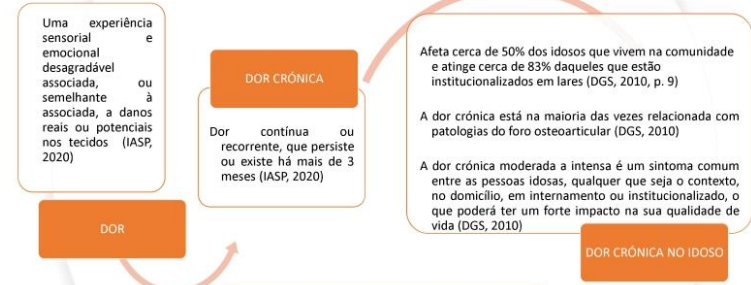 Uma experiência
sensorial e
emocional
desagradável
associada, ou
semelhante à
associada, a danos
reais ou potenciais
nos tecidos (IASP,
2020)
DOR
DOR CRÓNICA
Dor contínua ou
recorrente, que persiste
ou existe há mais de 3
meses (IASP, 2020)
Afeta cerca de 50% dos idosos que vivem na comunidade
e atinge cerca de 83% daqueles que estão
institucionalizados em lares (DGS, 2010, p. 9)
A dor crónica está na maioria das vezes relacionada com
patologias do foro osteoarticular (DGS, 2010)
A dor crónica moderada a intensa é um sintoma comum
entre as pessoas idosas, qualquer que seja o contexto,
no domicílio, em internamento ou institucionalizado, o
que poderá ter um forte impacto na sua qualidade de
vida (DGS, 2010)
DOR CRÓNICA NO IDOSO